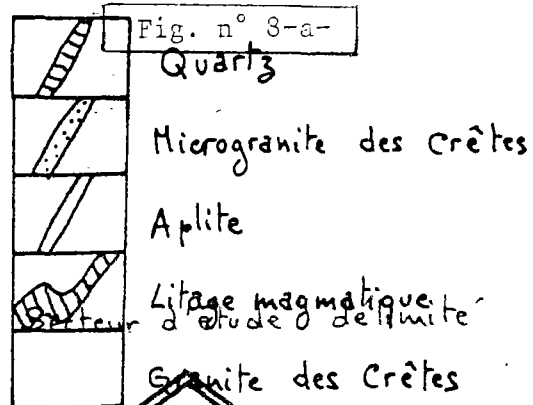 Fig. n° 8-a-
Quartz
Microgranite des Crêtes
Aplite
Litage magmatique
Secteur d'étude délimité
Granite des Crêtes